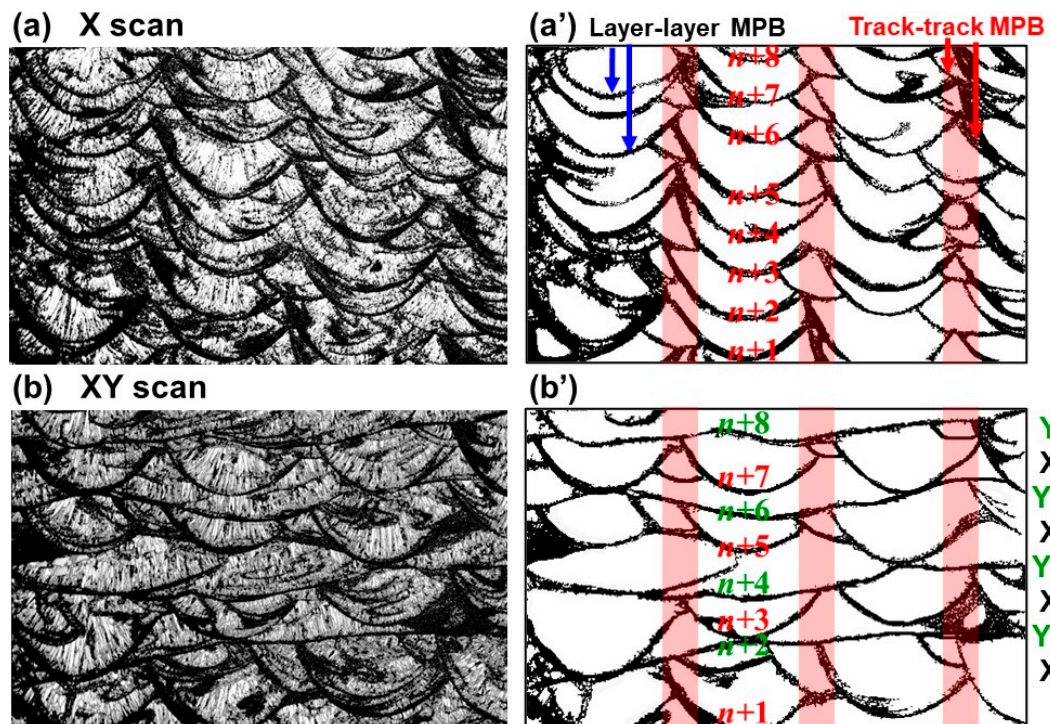 (a) X scan
(a') Layer-layer MPB Track-track MPB
n+8
n+7
n+6
n+5
n+4
n+3
n+2
n+1
(b) XY scan
(b')
n+8 Y
n+7 X
n+6 Y
n+5 X
n+4 Y
n+3 X
n+2 Y
n+1 X